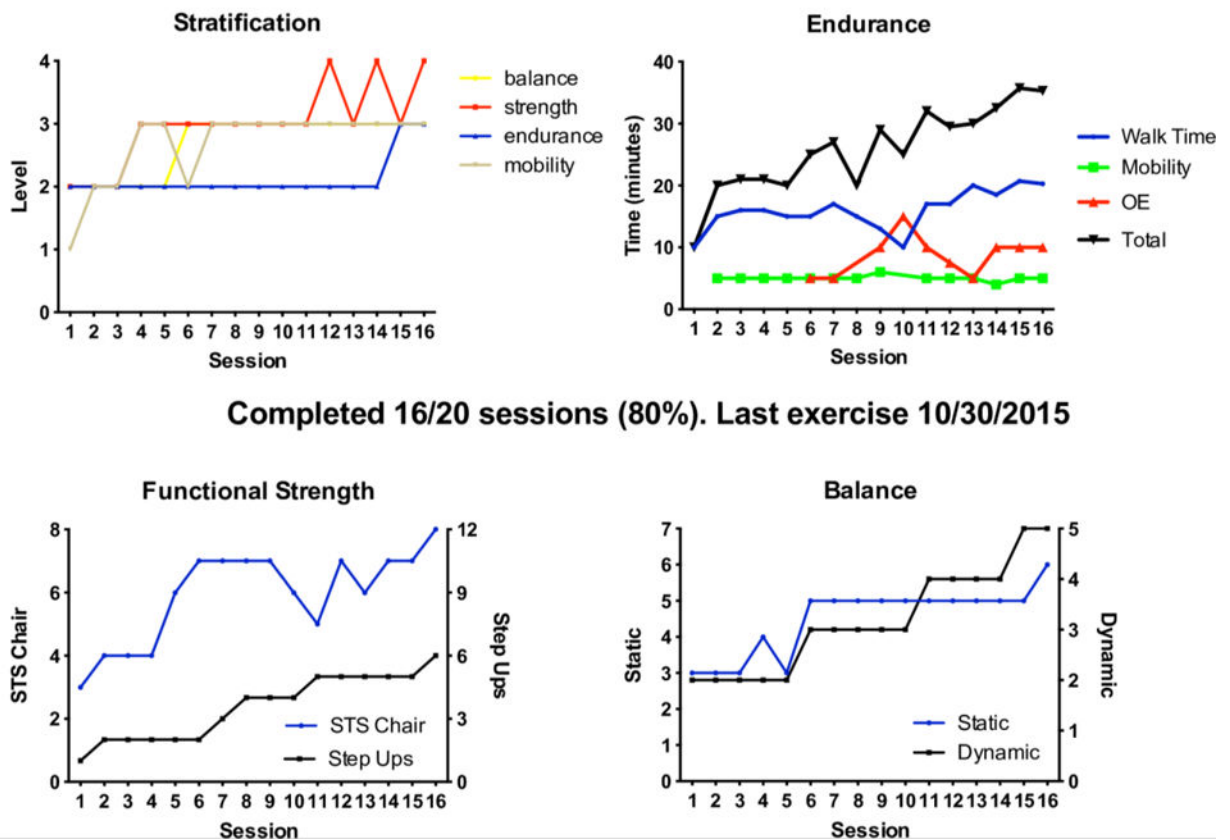 Stratification
4
3
2
1
0
Level
1 2 3 4 5 6 7 8 9 10 11 12 13 14 15 16
Session
balance
strength
endurance
mobility
Endurance
40
30
20
10
0
Time (minutes)
1 2 3 4 5 6 7 8 9 10 11 12 13 14 15 16
Session
Walk Time
Mobility
OE
Total
Completed 16/20 sessions (80%). Last exercise 10/30/2015
Functional Strength
8
6
4
2
0
STS Chair
12
9
6
3
0
Step Ups
STS Chair
Step Ups
1 2 3 4 5 6 7 8 9 10 11 12 13 14 15 16
Session
Balance
7
6
5
4
3
2
1
0
Static
5
4
3
2
1
0
Dynamic
Static
Dynamic
1 2 3 4 5 6 7 8 9 10 11 12 13 14 15 16
Session